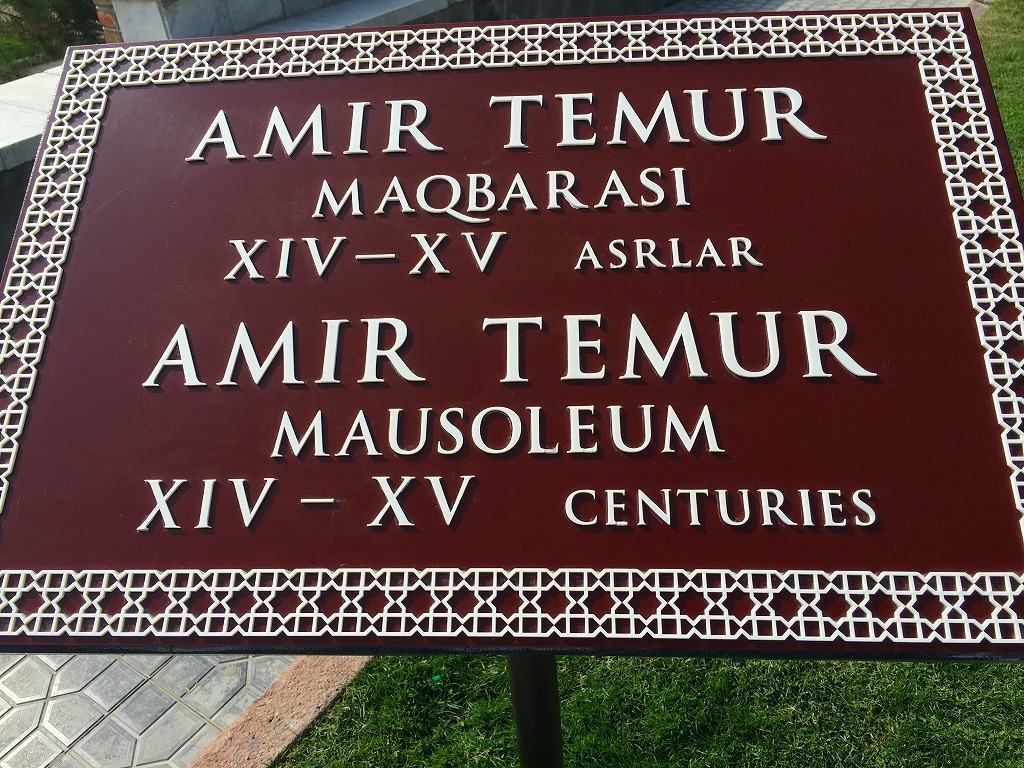 AMIR TEMUR
MAQBARASI
XIV–XV ASRLAR
AMIR TEMUR
MAUSOLEUM
XIV – XV CENTURIES